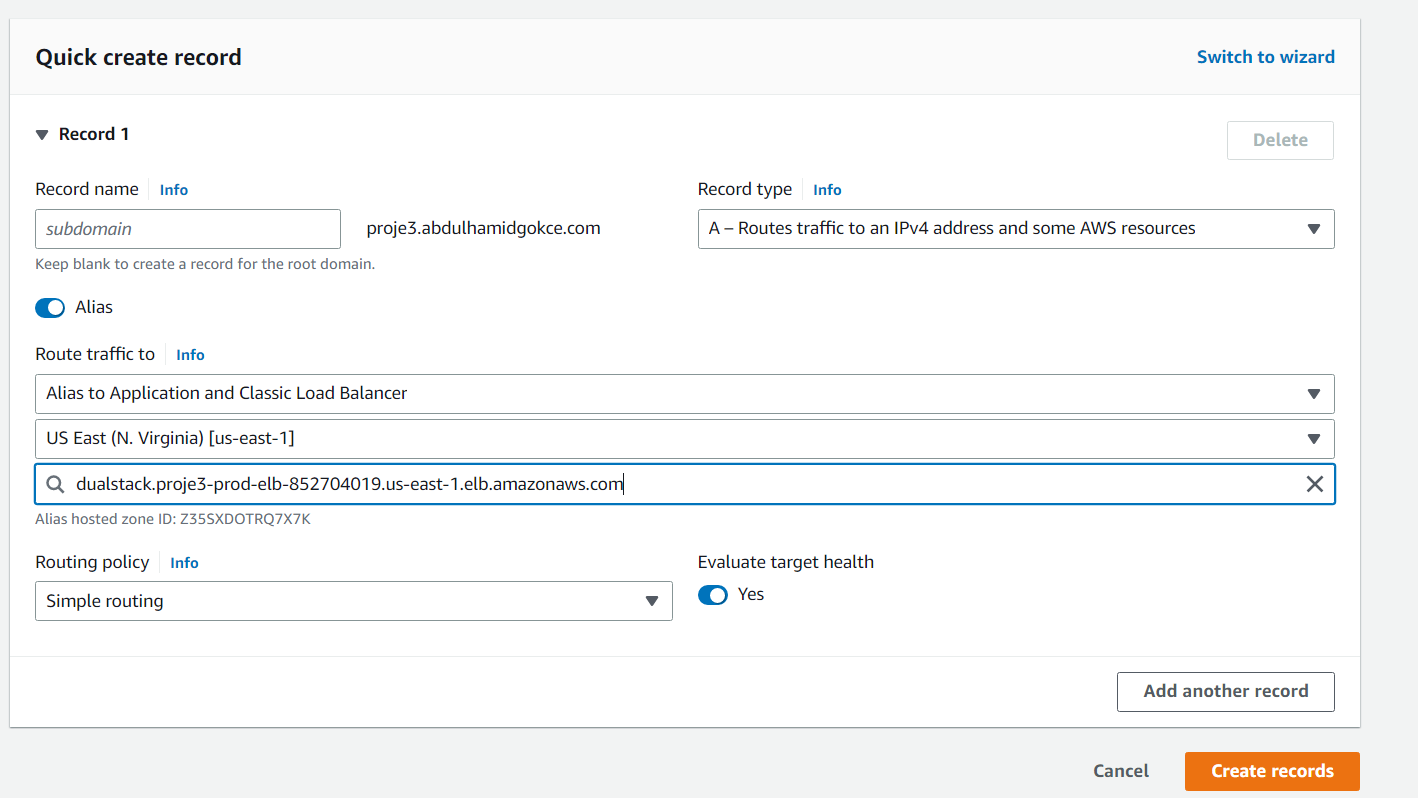 Quick create record
Switch to wizard
Record 1
Delete
Record name
Info
Record type
Info
subdomain
proje3.abdulhamidgokce.com
A – Routes traffic to an IPv4 address and some AWS resources
Keep blank to create a record for the root domain.
Alias
Route traffic to
Info
Alias to Application and Classic Load Balancer
US East (N. Virginia) [us-east-1]
dualstack.proje3-prod-elb-852704019.us-east-1.elb.amazonaws.com
Alias hosted zone ID: Z35SXDOTRQ7X7K
Routing policy
Info
Evaluate target health
Simple routing
Yes
Add another record
Cancel
Create records